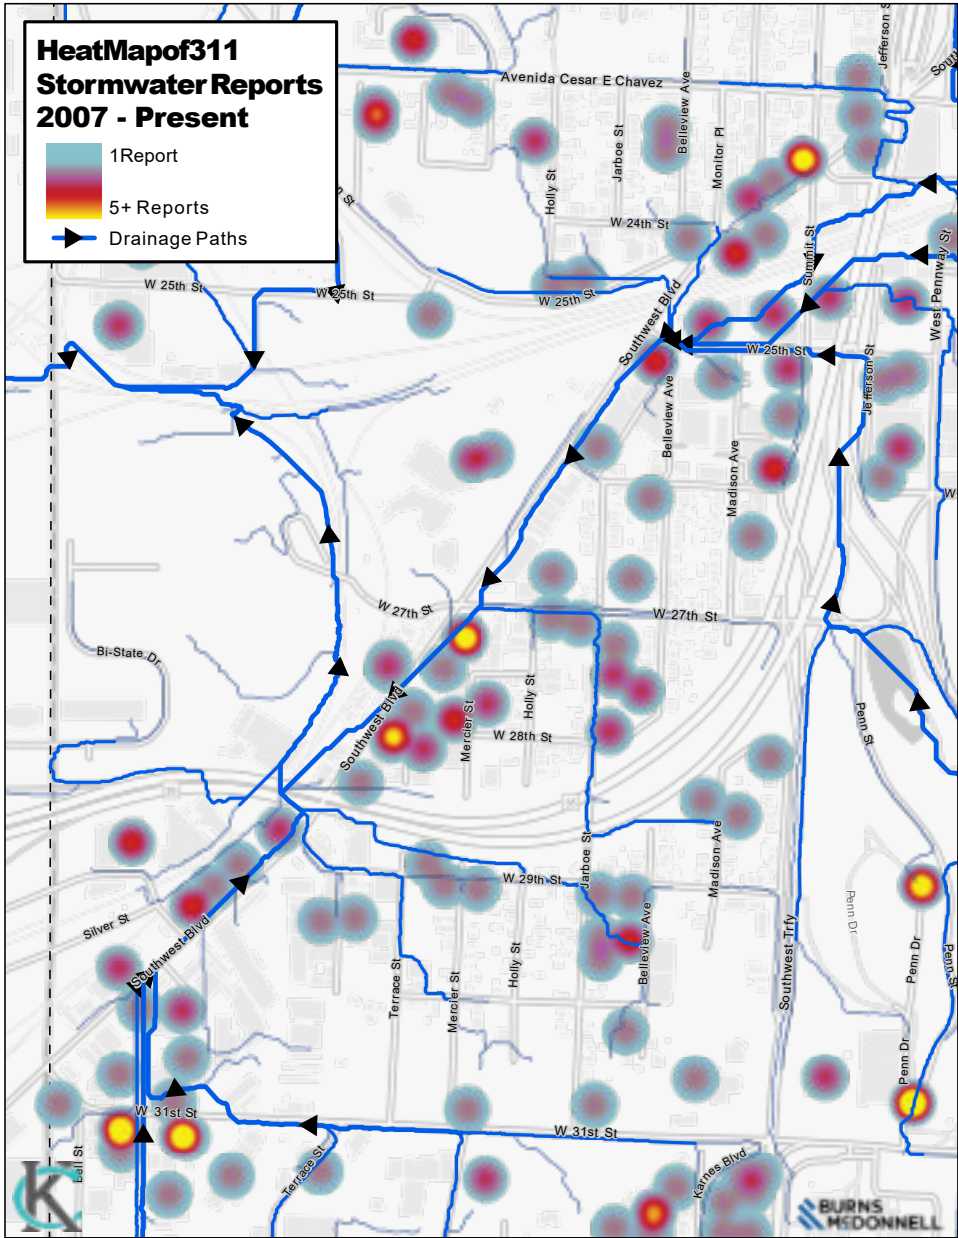 HeatMapof311
Stormwater Reports
2007 - Present
1Report
5+ Reports
Drainage Paths
Avenida Cesar E Chavez
Jefferson S
South
Belleview Ave
Jarboe St
Monitor Pl
Holly St
n St
W 24th St
Summit St
West Pennway St
W 25th St
W 25th St
W 25th St
Southwest Blvd
W 25th St
Jefferson St
Belleview Ave
Madison Ave
W
W 27th St
W 27th St
Bi-State Dr
Holly St
Southwest Blvd
Mercier St
W 28th St
Penn St
Jarboe St
Madison Ave
W 29th St
Silver St
Southwest Blvd
Belleview Ave
Penn Dr
Southwest Trfy
Penn Dr
Penn S
Terrace St
Mercier St
Holly St
Penn Dr
W 31st St
W 31st St
Bell St
Terrace St
Karnes Blvd
K
BURNS
McDONNELL